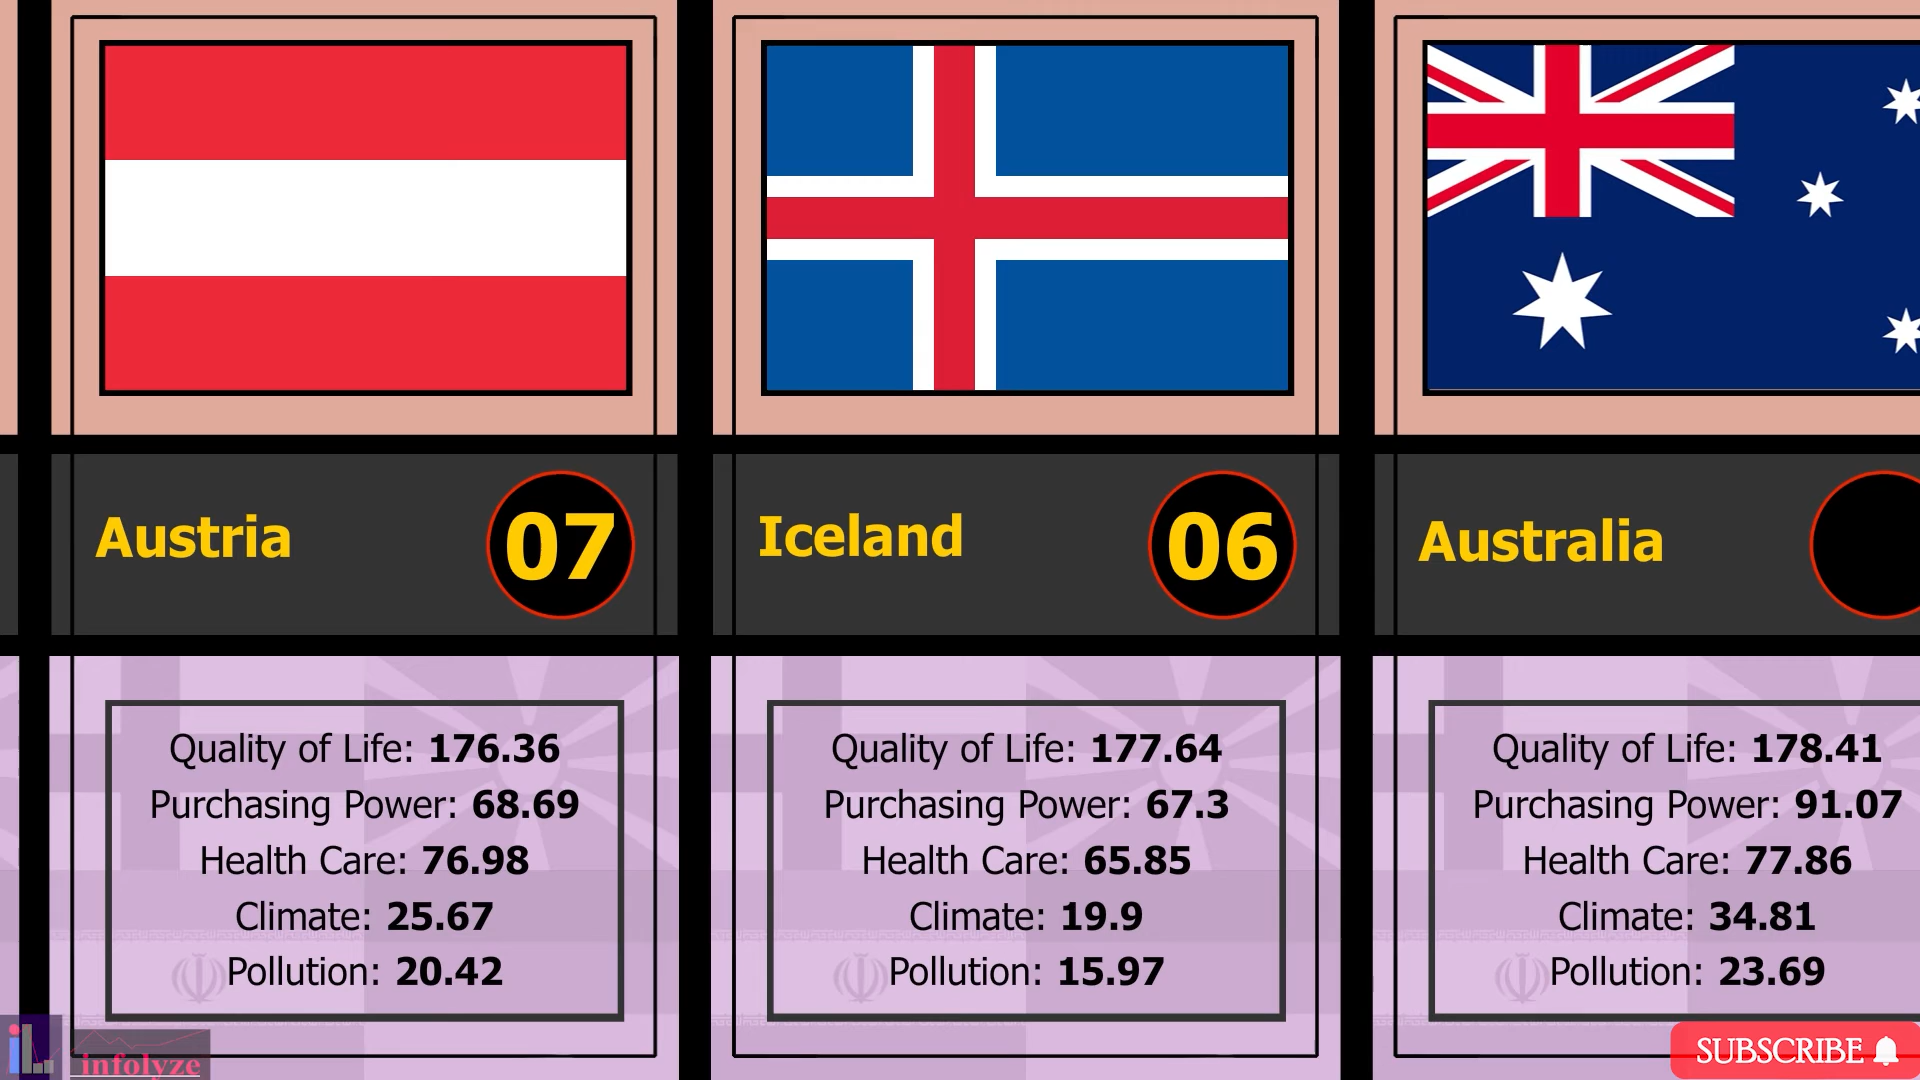 Austria
07
Iceland
06
Australia
Quality of Life: 176.36
Purchasing Power: 68.69
Health Care: 76.98
Climate: 25.67
Pollution: 20.42
Quality of Life: 177.64
Purchasing Power: 67.3
Health Care: 65.85
Climate: 19.9
Pollution: 15.97
Quality of Life: 178.41
Purchasing Power: 91.07
Health Care: 77.86
Climate: 34.81
Pollution: 23.69
iL
infolyze
SUBSCRIBE